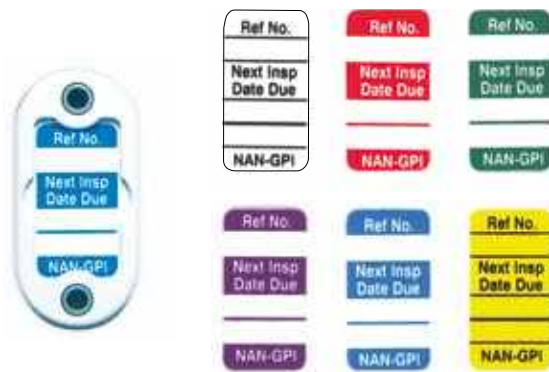 Ref No.
Next Insp
Date Due
NAN-GPI
Ref No.
Next Insp
Date Due
NAN-GPI
Ref No.
Next Insp
Date Due
NAN-GPI
Ref No.
Next Insp
Date Due
NAN-GPI
Ref No.
Next Insp
Date Due
NAN-GPI
Ref No.
Next Insp
Date Due
NAN-GPI
Ref No.
Next Insp
Date Due
NAN-GPI